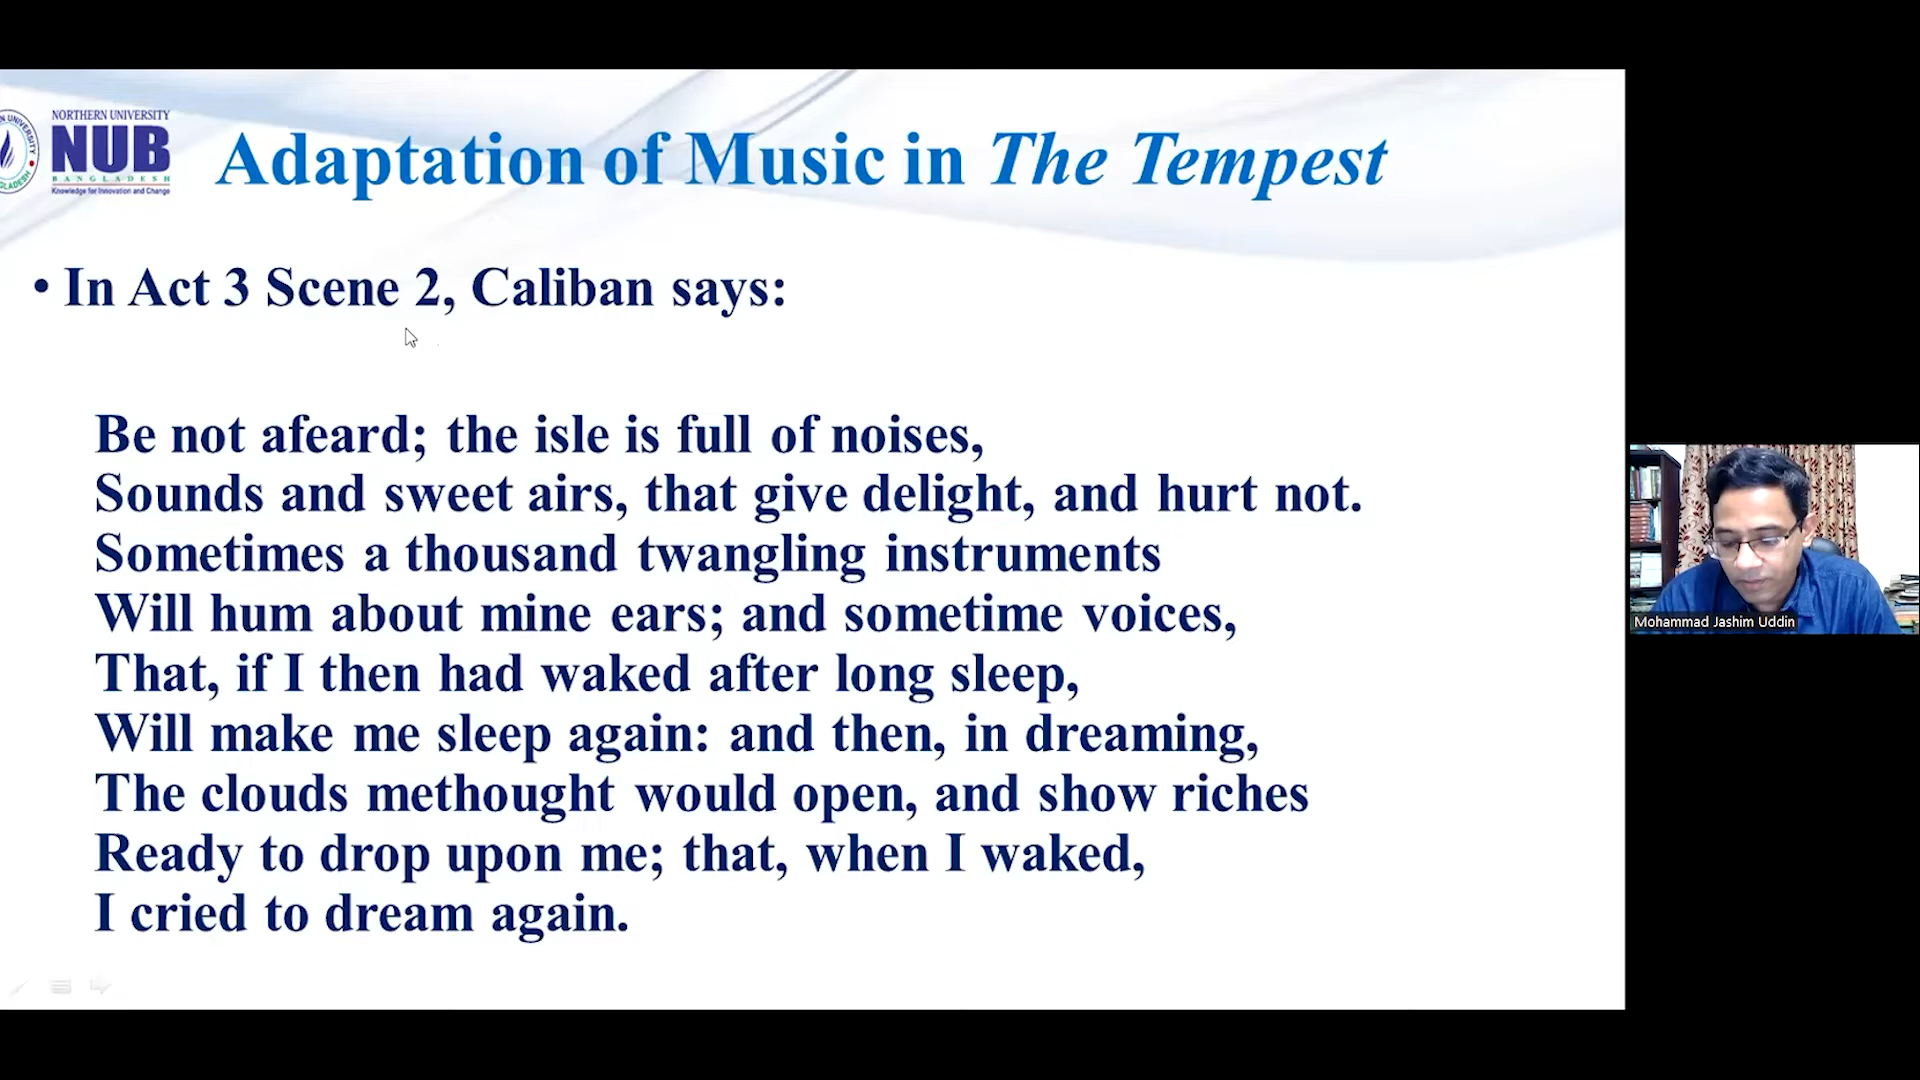 NORTHERN UNIVERSITY
NUB
BANGLADESH
Knowledge for Innovation and Change
Adaptation of Music in The Tempest
• In Act 3 Scene 2, Caliban says:
Be not afeard; the isle is full of noises,
Sounds and sweet airs, that give delight, and hurt not.
Sometimes a thousand twangling instruments
Will hum about mine ears; and sometime voices,
That, if I then had waked after long sleep,
Will make me sleep again: and then, in dreaming,
The clouds methought would open, and show riches
Ready to drop upon me; that, when I waked,
I cried to dream again.
Mohammad Jashim Uddin